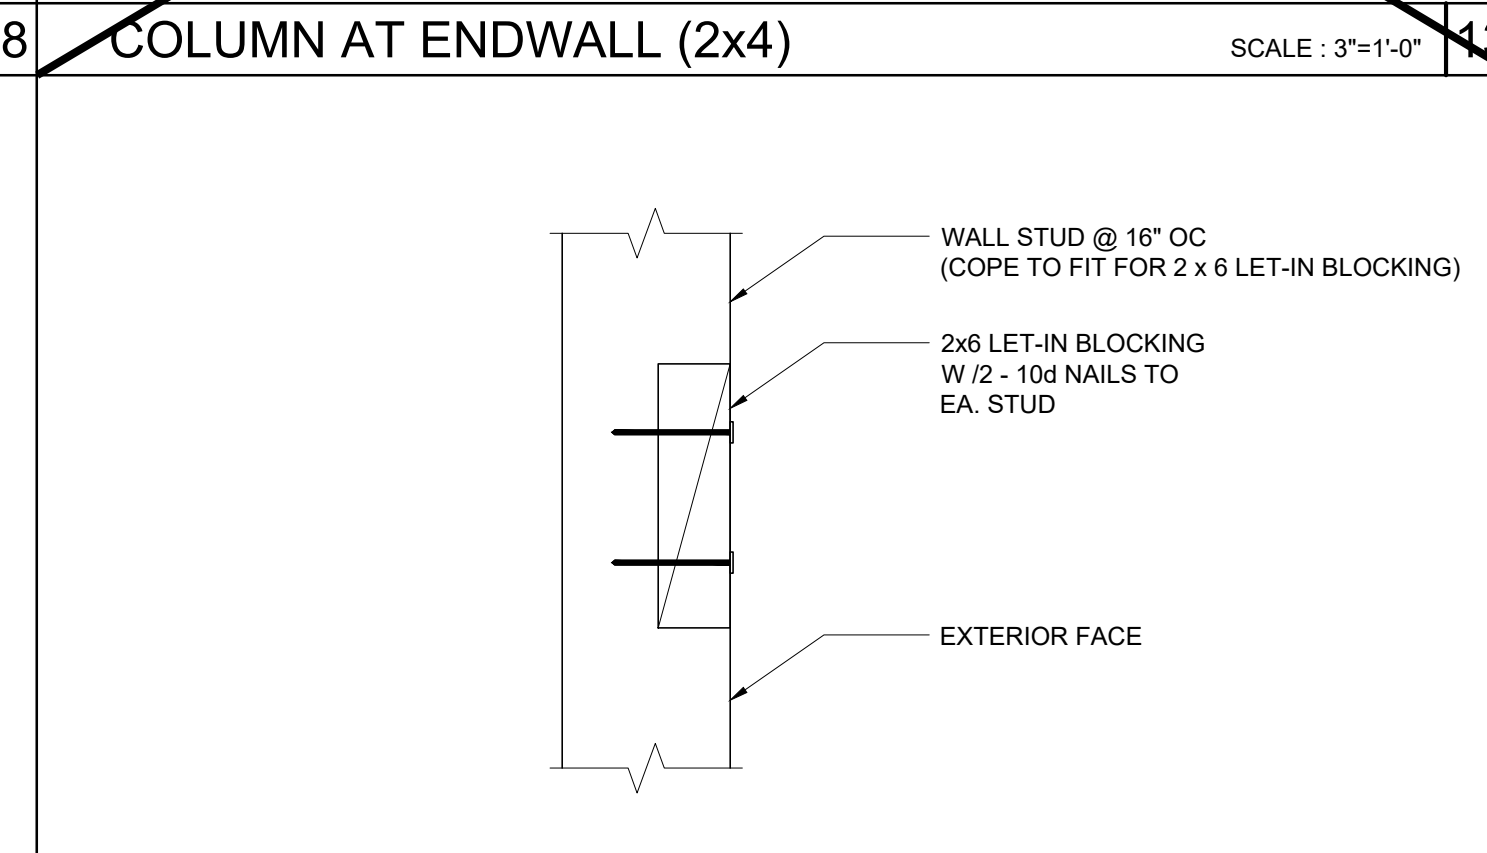 8
COLUMN AT ENDWALL (2x4)
SCALE : 3"=1'-0"
WALL STUD @ 16" OC
(COPE TO FIT FOR 2 x 6 LET-IN BLOCKING)
2x6 LET-IN BLOCKING
W /2 - 10d NAILS TO
EA. STUD
EXTERIOR FACE